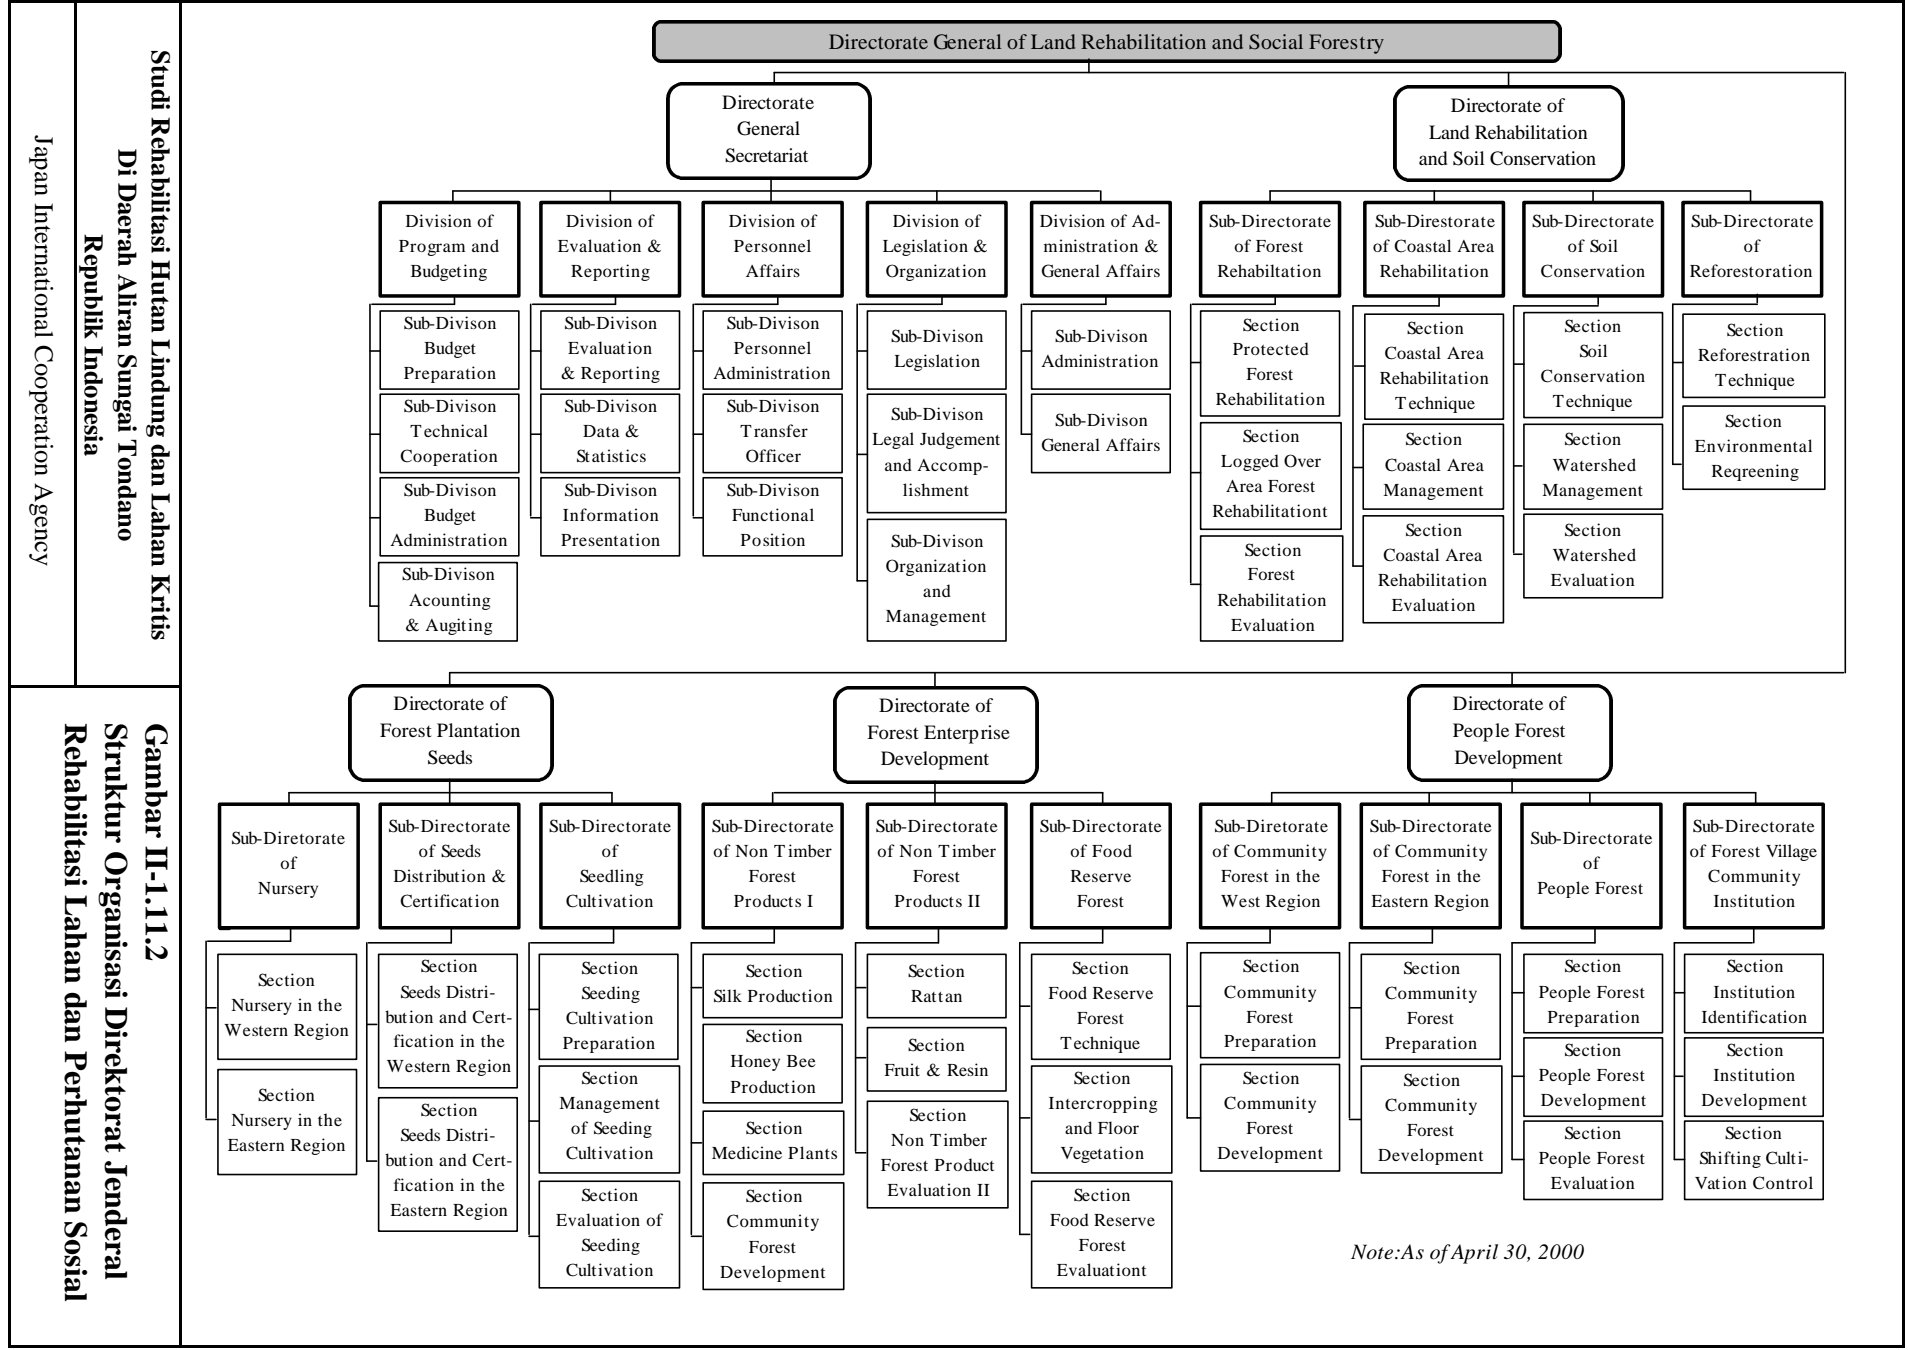 Directorate General of Land Rehabilitation and Social Forestry
Directorate
General
Secretariat
Directorate of
Land Rehabilitation
and Soil Conservation
Division of
Program and
Budgeting
Division of
Evaluation &
Reporting
Division of
Personnel
Affairs
Division of
Legislation &
Organization
Division of Ad-
ministration &
General Affairs
Sub-Directorate
of Forest
Rehabiltation
Sub-Direstorate
of Coastal Area
Rehabilitation
Sub-Directorate
of Soil
Conservation
Sub-Directorate
of
Reforestoration
Sub-Divison
Budget
Preparation
Sub-Divison
Technical
Cooperation
Sub-Divison
Budget
Administration
Sub-Divison
Acounting
& Augiting
Sub-Divison
Evaluation
& Reporting
Sub-Divison
Data &
Statistics
Sub-Divison
Information
Presentation
Sub-Divison
Personnel
Administration
Sub-Divison
Transfer
Officer
Sub-Divison
Functional
Position
Sub-Divison
Legislation
Sub-Divison
Legal Judgement
and Accomp-
lishment
Sub-Divison
Organization
and
Management
Sub-Divison
Administration
Sub-Divison
General Affairs
Section
Protected
Forest
Rehabilitation
Section
Logged Over
Area Forest
Rehabilitationt
Section
Forest
Rehabilitation
Evaluation
Section
Coastal Area
Rehabilitation
Technique
Section
Coastal Area
Management
Section
Coastal Area
Rehabilitation
Evaluation
Section
Soil
Conservation
Technique
Section
Watershed
Management
Section
Watershed
Evaluation
Section
Reforestration
Technique
Section
Environmental
Reqreening
Directorate of
Forest Plantation
Seeds
Directorate of
Forest Enterprise
Development
Directorate of
People Forest
Development
Sub-Diretorate
of
Nursery
Sub-Directorate
of Seeds
Distribution &
Certification
Sub-Directorate
of
Seedling
Cultivation
Sub-Directorate
of Non Timber
Forest
Products I
Sub-Directorate
of Non Timber
Forest
Products II
Sub-Directorate
of Food
Reserve
Forest
Sub-Diretorate
of Community
Forest in the
West Region
Sub-Directorate
of Community
Forest in the
Eastern Region
Sub-Directorate
of
People Forest
Sub-Directorate
of Forest Village
Community
Institution
Section
Nursery in the
Western Region
Section
Nursery in the
Eastern Region
Section
Seeds Distri-
bution and Cert-
fication in the
Western Region
Section
Seeds Distri-
bution and Cert-
fication in the
Eastern Region
Section
Seeding
Cultivation
Preparation
Section
Management
of Seeding
Cultivation
Section
Evaluation of
Seeding
Cultivation
Section
Silk Production
Section
Honey Bee
Production
Section
Medicine Plants
Section
Community
Forest
Development
Section
Rattan
Section
Fruit & Resin
Section
Non Timber
Forest Product
Evaluation II
Section
Food Reserve
Forest
Technique
Section
Intercropping
and Floor
Vegetation
Section
Food Reserve
Forest
Evaluationt
Section
Community
Forest
Preparation
Section
Community
Forest
Development
Section
Community
Forest
Preparation
Section
Community
Forest
Development
Section
People Forest
Preparation
Section
People Forest
Development
Section
People Forest
Evaluation
Section
Institution
Identification
Section
Institution
Development
Section
Shifting Culti-
Vation Control
Note:As of April 30, 2000
Studi Rehabilitasi Hutan Lindung dan Lahan Kritis
Di Daerah Aliran Sungai Tondano
Republik Indonesia
Japan International Cooperation Agency
Gambar II-1.11.2
Struktur Organisasi Direktorat Jenderal
Rehabilitasi Lahan dan Perhutanan Sosial